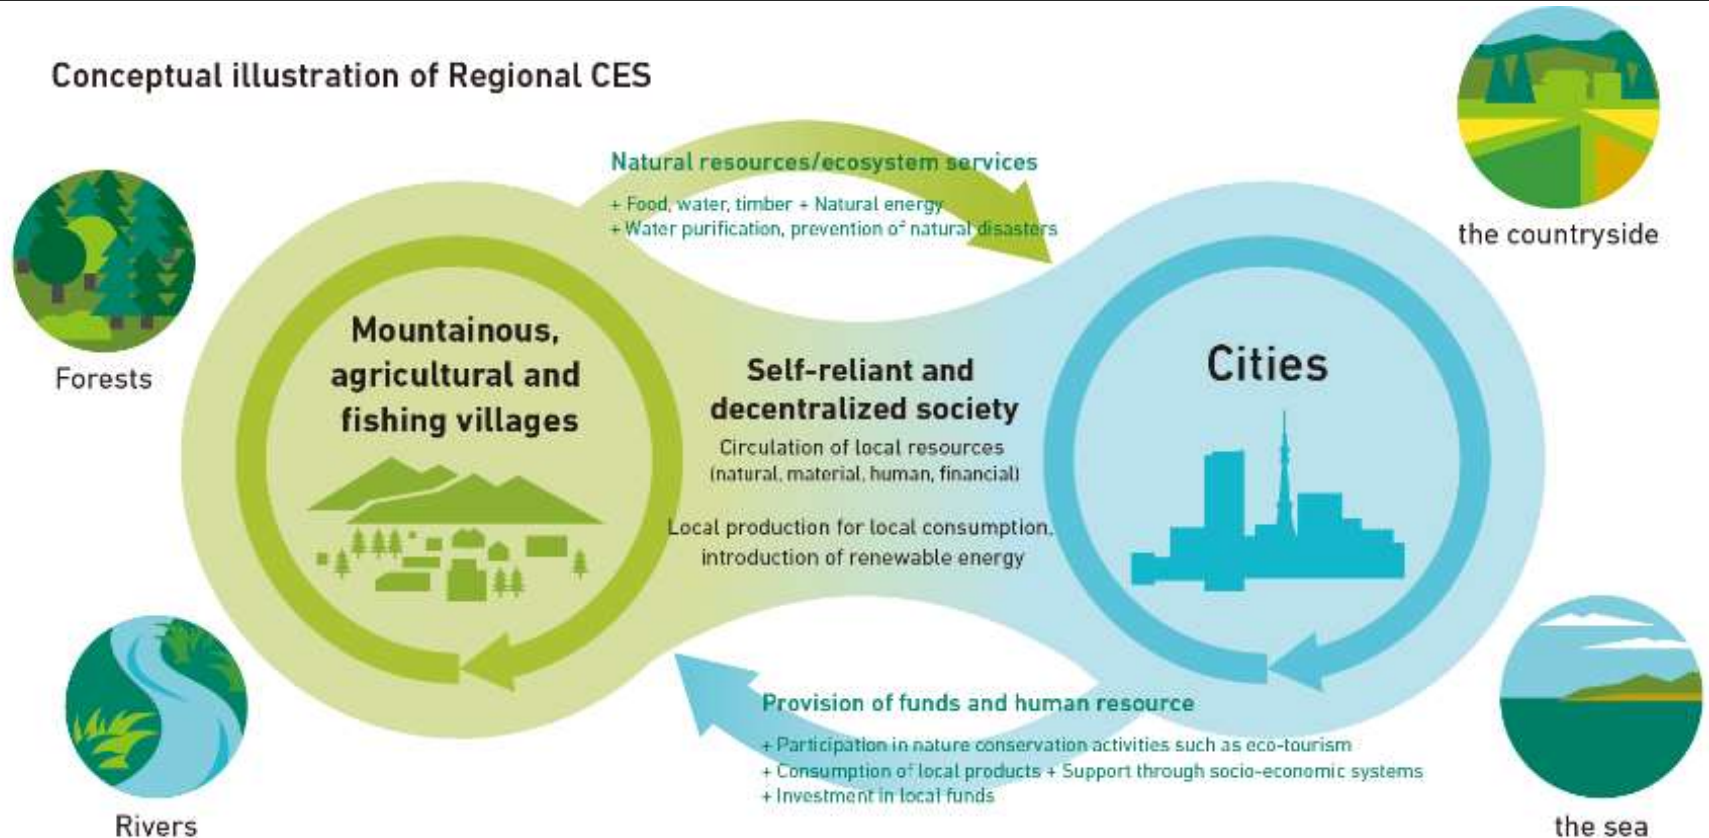 Conceptual illustration of Regional CES
Natural resources/ecosystem services
+ Food, water, timber + Natural energy
+ Water purification, prevention of natural disasters
the countryside
Forests
Mountainous,
agricultural and
fishing villages
Self-reliant and
decentralized society
Circulation of local resources
(natural, material, human, financial)
Local production for local consumption,
introduction of renewable energy
Cities
Provision of funds and human resource
+ Participation in nature conservation activities such as eco-tourism
+ Consumption of local products + Support through socio-economic systems
+ Investment in local funds
Rivers
the sea